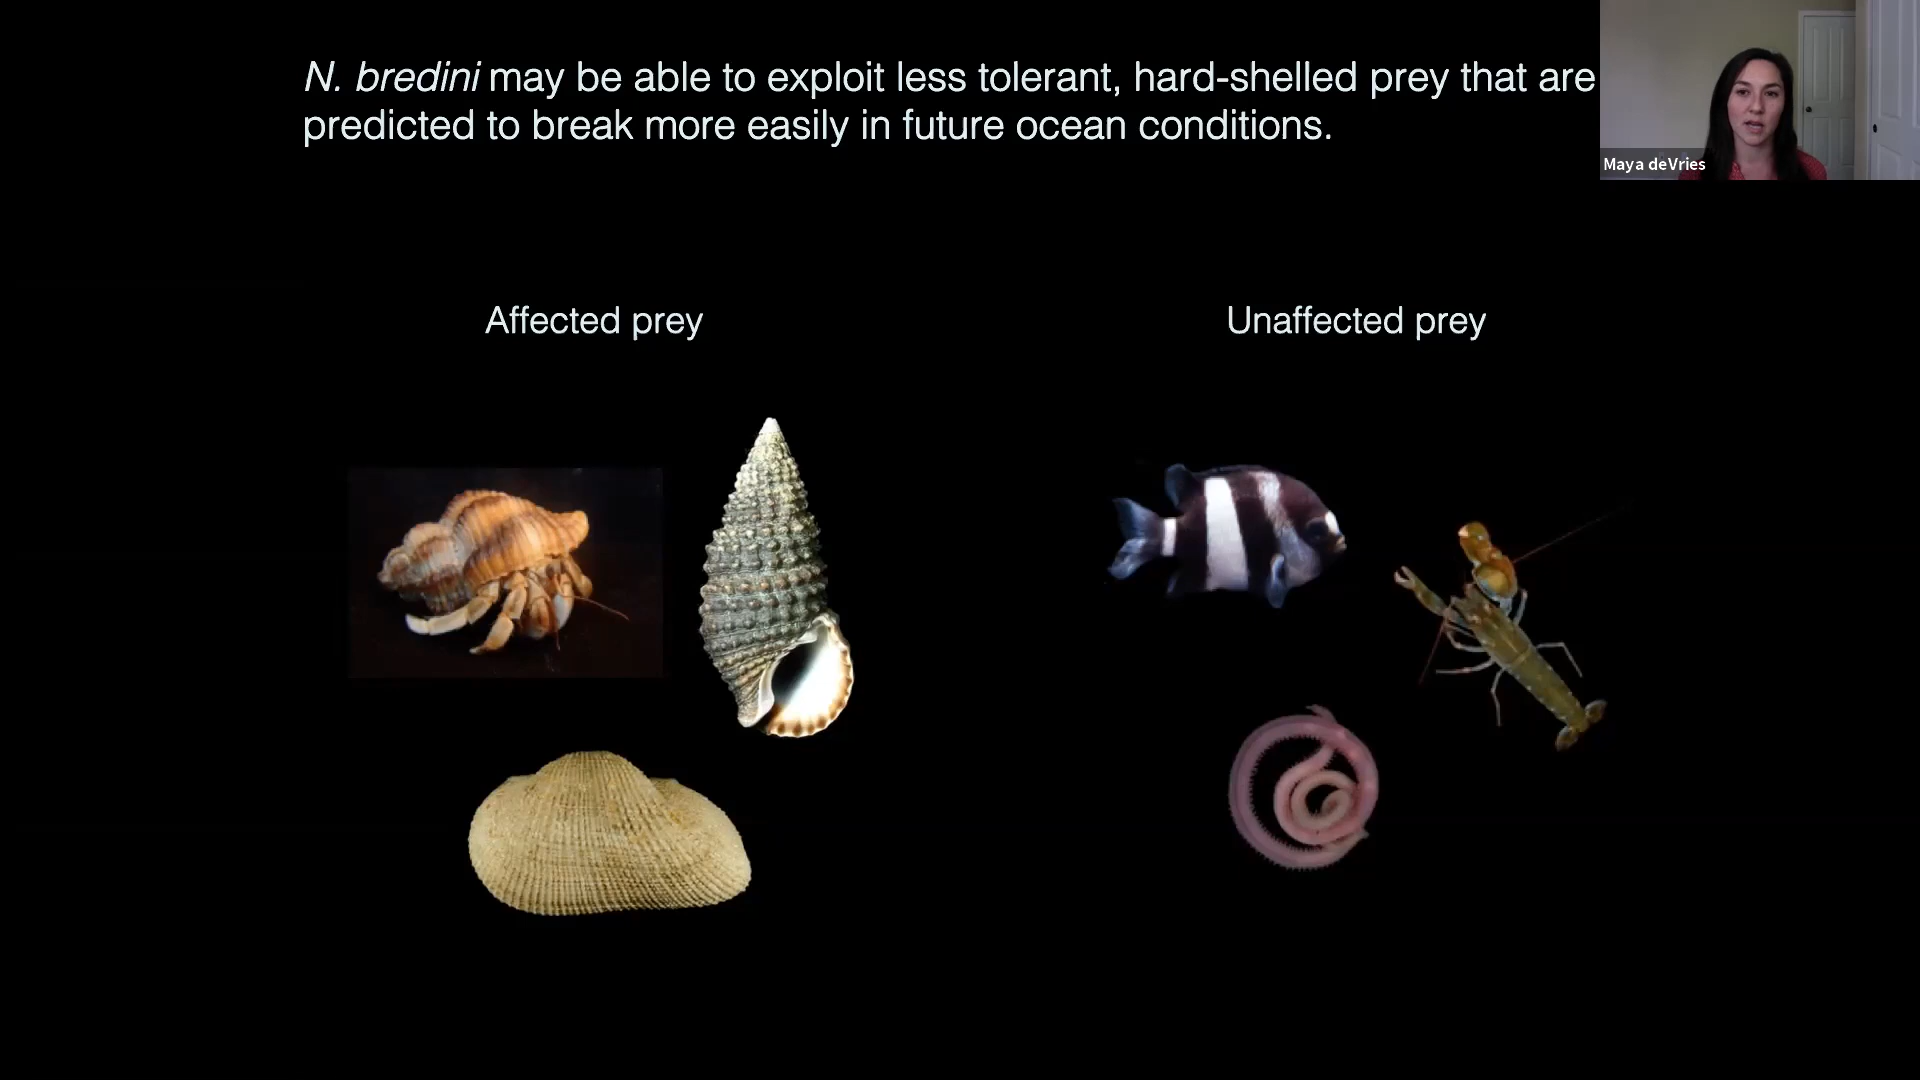 N. bredini may be able to exploit less tolerant, hard-shelled prey that are
predicted to break more easily in future ocean conditions.
Maya deVries
Affected prey
Unaffected prey